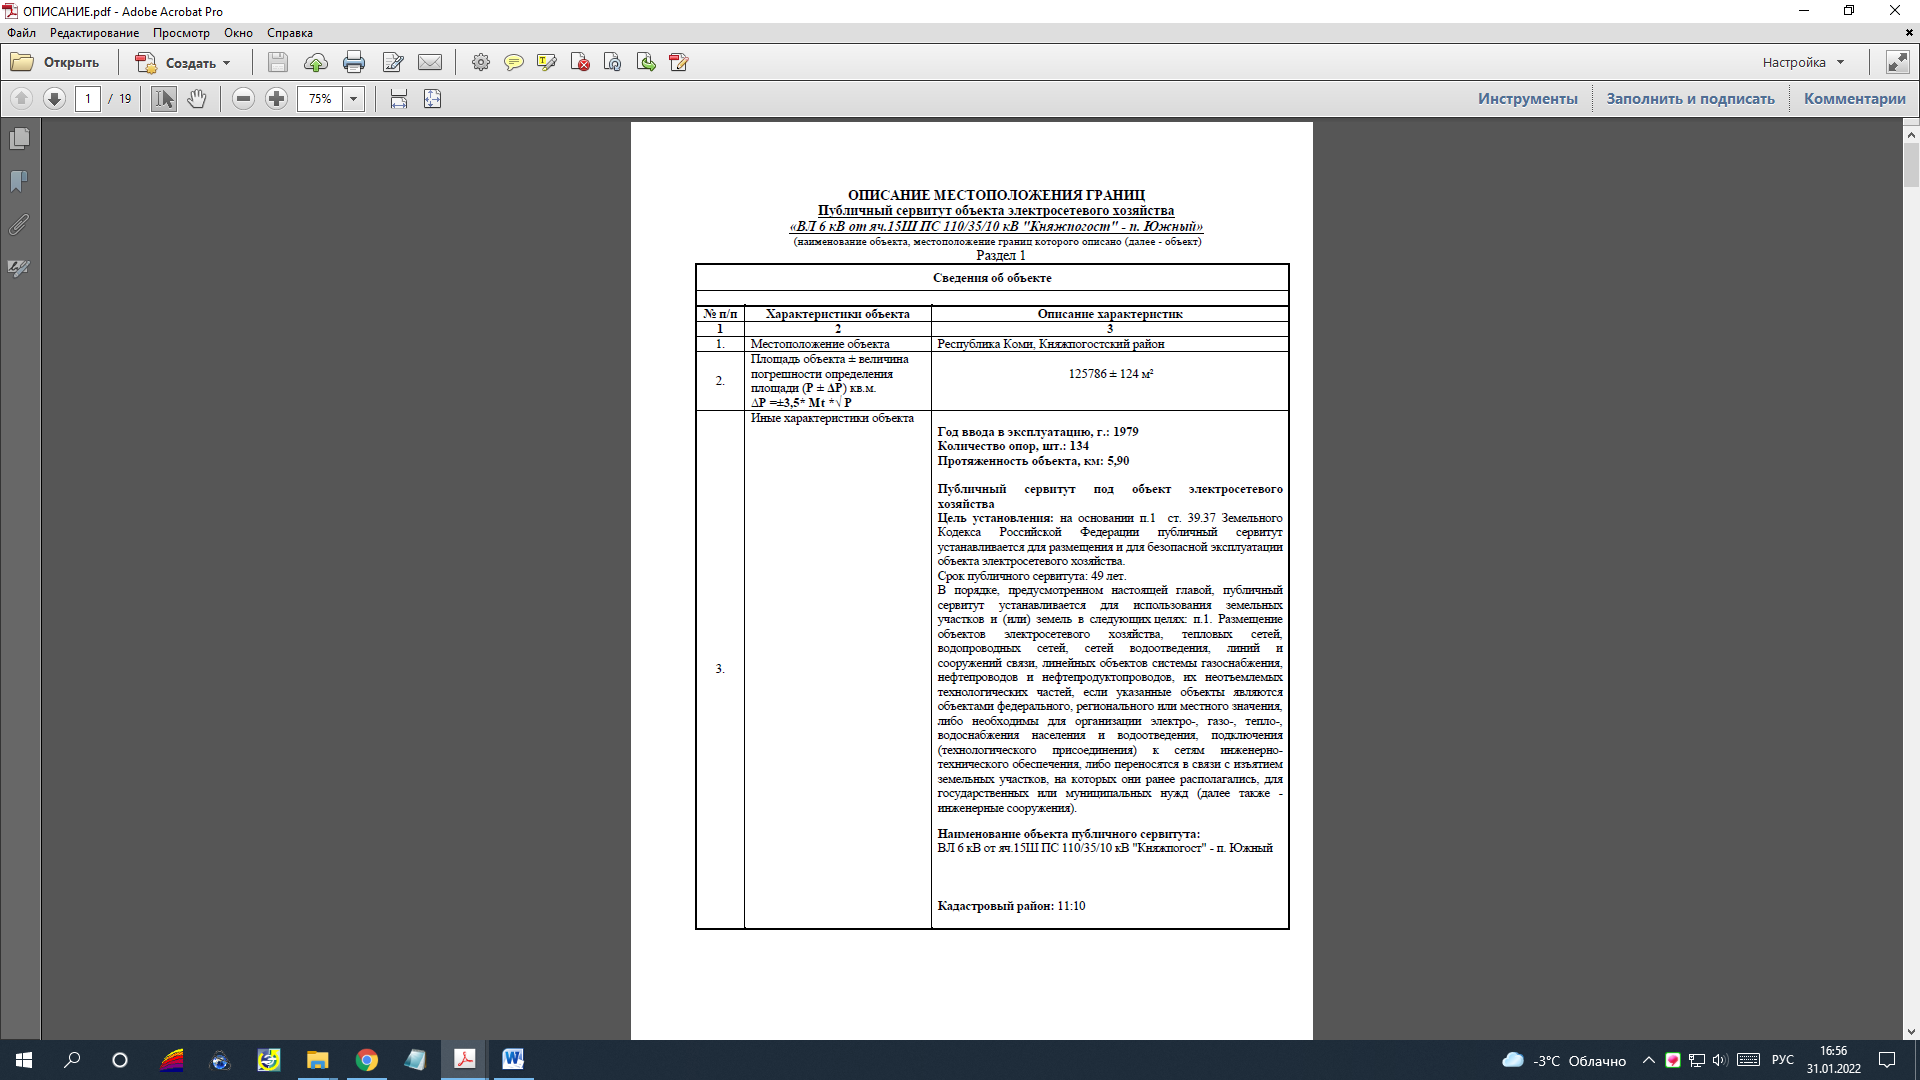 ОПИСАНИЕ.pdf - Adobe Acrobat Pro
Файл Редактирование Просмотр Окно Справка
Открыть Создать Настройка
1 / 19 75% Инструменты Заполнить и подписать Комментарии
ОПИСАНИЕ МЕСТОПОЛОЖЕНИЯ ГРАНИЦ
Публичный сервитут объекта электросетевого хозяйства
«ВЛ 6 кВ от яч.15Ш ПС 110/35/10 кВ "Княжпогост" - п. Южный»
(наименование объекта, местоположение границ которого описано (далее - объект)
Раздел 1
Сведения об объекте
№ п/п Характеристики объекта Описание характеристик
1 2 3
1. Местоположение объекта Республика Коми, Княжпогостский район
2. Площадь объекта ± величина
погрешности определения
площади (P ± ΔP) кв.м.
ΔP =±3,5* Mt *√ P
125786 ± 124 м²
3. Иные характеристики объекта
Год ввода в эксплуатацию, г.: 1979
Количество опор, шт.: 134
Протяженность объекта, км: 5,90
Публичный сервитут под объект электросетевого
хозяйства
Цель установления: на основании п.1 ст. 39.37 Земельного
Кодекса Российской Федерации публичный сервитут
устанавливается для размещения и для безопасной эксплуатации
объекта электросетевого хозяйства.
Срок публичного сервитута: 49 лет.
В порядке, предусмотренном настоящей главой, публичный
сервитут устанавливается для использования земельных
участков и (или) земель в следующих целях: п.1. Размещение
объектов электросетевого хозяйства, тепловых сетей,
водопроводных сетей, сетей водоотведения, линий и
сооружений связи, линейных объектов системы газоснабжения,
нефтепроводов и нефтепродуктопроводов, их неотъемлемых
технологических частей, если указанные объекты являются
объектами федерального, регионального или местного значения,
либо необходимы для организации электро-, газо-, тепло-,
водоснабжения населения и водоотведения, подключения
(технологического присоединения) к сетям инженерно-
технического обеспечения, либо переносятся в связи с изъятием
земельных участков, на которых они ранее располагались, для
государственных или муниципальных нужд (далее также -
инженерные сооружения).
Наименование объекта публичного сервитута:
ВЛ 6 кВ от яч.15Ш ПС 110/35/10 кВ "Княжпогост" - п. Южный
Кадастровый район: 11:10
-3°C Облачно РУС 16:56
31.01.2022